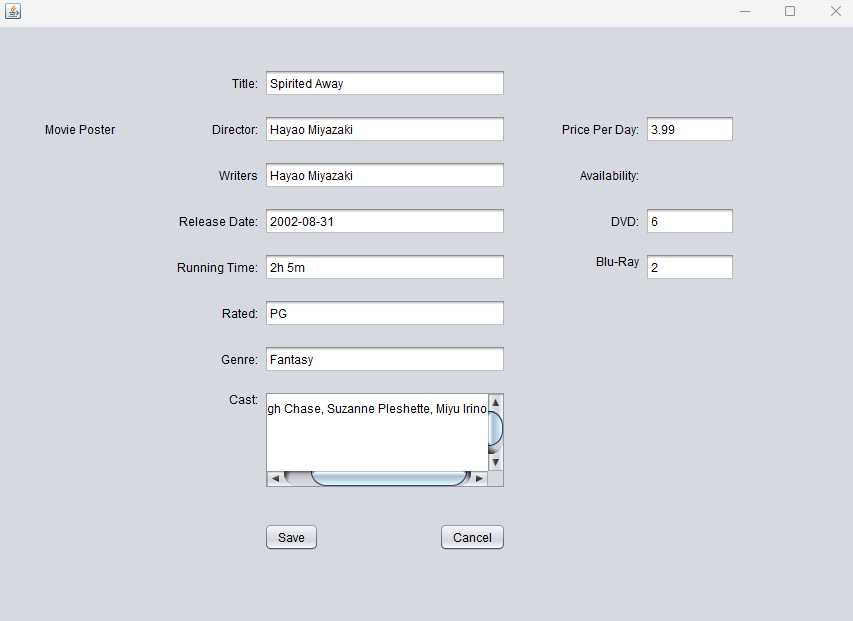 Title: Spirited Away
Movie Poster Director: Hayao Miyazaki Price Per Day: 3.99
Writers Hayao Miyazaki Availability:
Release Date: 2002-08-31 DVD: 6
Running Time: 2h 5m Blu-Ray 2
Rated: PG
Genre: Fantasy
Cast: gh Chase, Suzanne Pleshette, Miyu Irino
Save Cancel